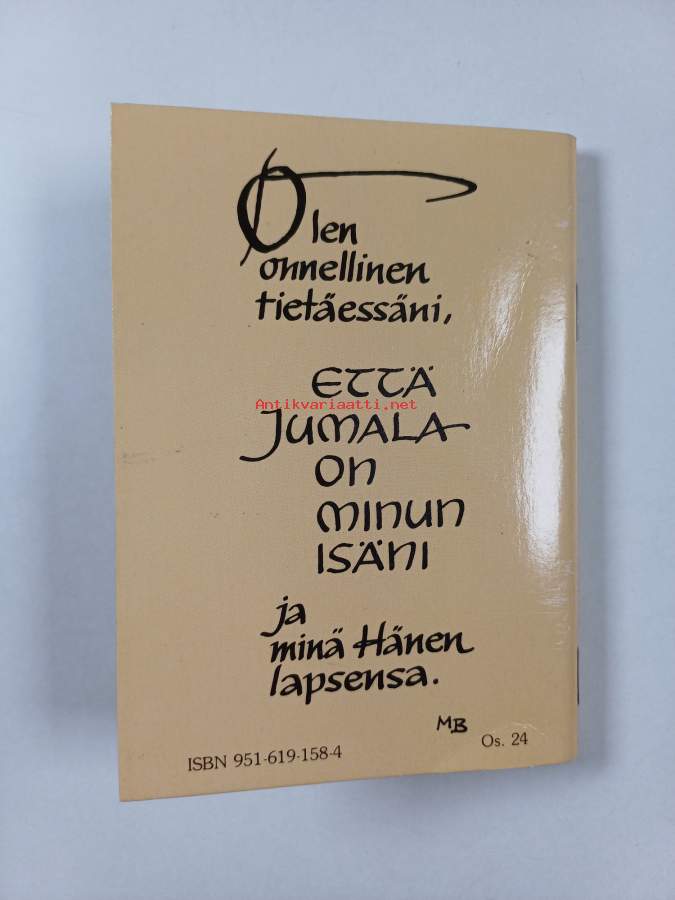 Olen
onnellinen
tietäessäni,
ETTÄ
Antikvariaatti.net
JUMALA
ON
MINUN
ISÄNI
ja
minä Hänen
lapsensa.
MB
ISBN 951-619-158-4
Os. 24